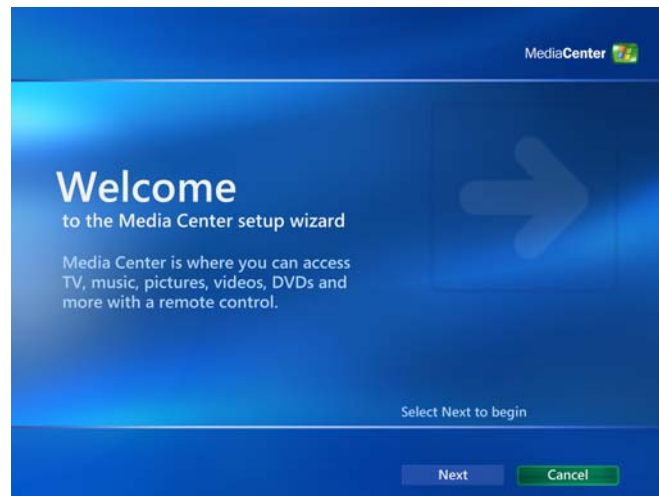 MediaCenter
Welcome
to the Media Center setup wizard
Media Center is where you can access
TV, music, pictures, videos, DVDs and
more with a remote control.
Select Next to begin
Next Cancel